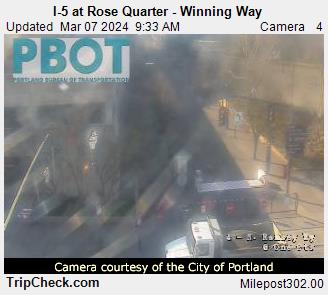 I-5 at Rose Quarter - Winning Way
Updated Mar 07 2024 9:33 AM Camera 4
PBOT
PORTLAND BUREAU OF TRANSPORTATION
Camera courtesy of the City of Portland
TripCheck.com Milepost302.00